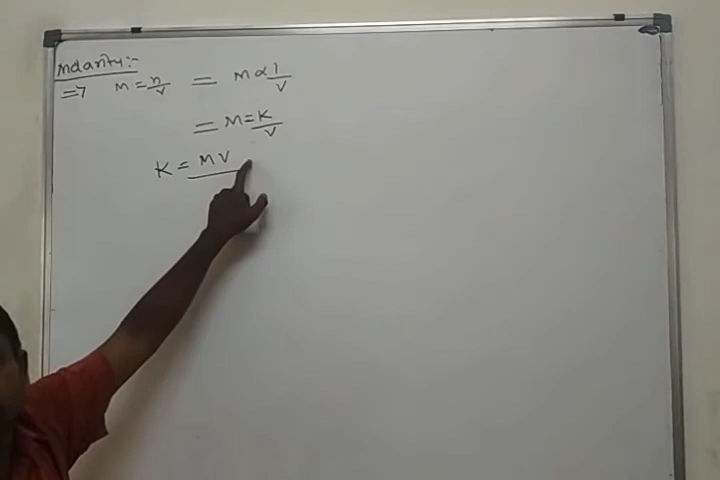 Molarity:-
⇒ M = n/V = M ∝ 1/V
= M = K/V
K = MV